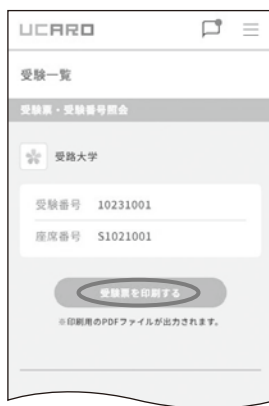 UCARO
受験一覧
受験票・受験番号照会
受路大学
受験番号 10231001
座席番号 S1021001
受験票を印刷する
※印刷用のPDFファイルが出力されます。